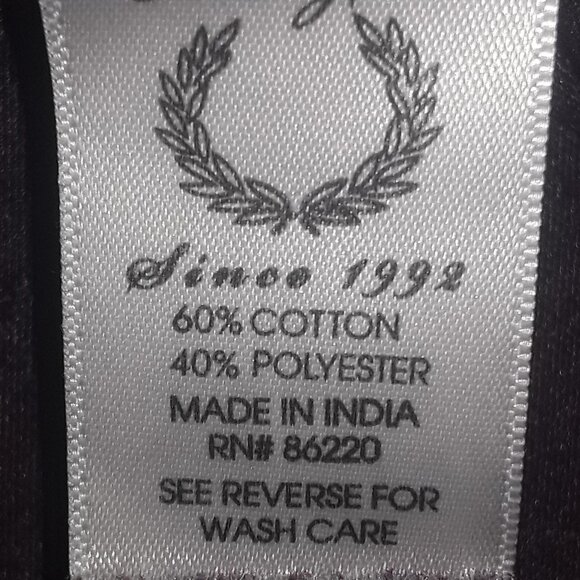 Since 1992
60% COTTON
40% POLYESTER
MADE IN INDIA
RN# 86220
SEE REVERSE FOR
WASH CARE